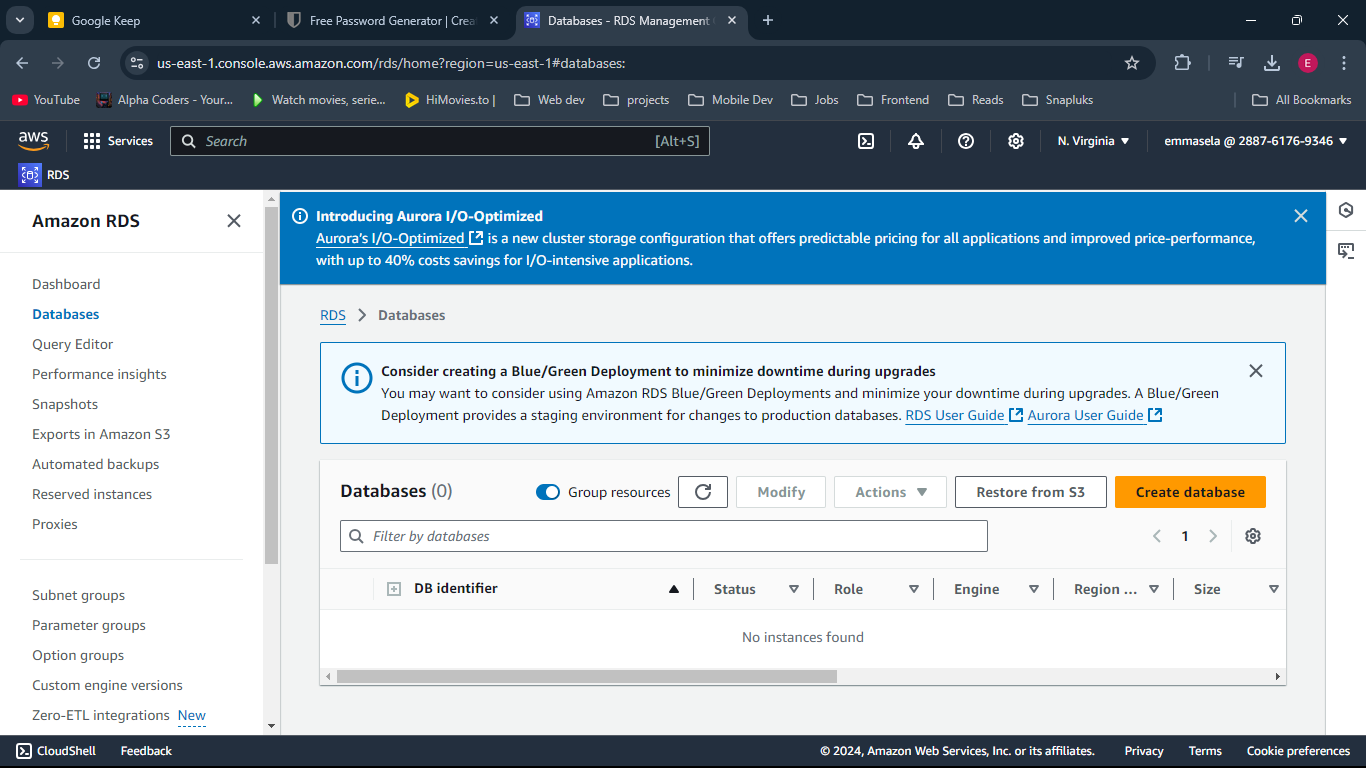 Google Keep
Free Password Generator | Crea
Databases - RDS Management
us-east-1.console.aws.amazon.com/rds/home?region=us-east-1#databases:
E
YouTube
Alpha Coders - Your...
Watch movies, serie...
HiMovies.to |
Web dev
projects
Mobile Dev
Jobs
Frontend
Reads
Snapluks
All Bookmarks
aws
Services
Search
[Alt+S]
N. Virginia
emmasela @ 2887-6176-9346
RDS
Amazon RDS
Dashboard
Databases
Query Editor
Performance insights
Snapshots
Exports in Amazon S3
Automated backups
Reserved instances
Proxies
Subnet groups
Parameter groups
Option groups
Custom engine versions
Zero-ETL integrations New
Introducing Aurora I/O-Optimized
Aurora's I/O-Optimized is a new cluster storage configuration that offers predictable pricing for all applications and improved price-performance,
with up to 40% costs savings for I/O-intensive applications.
RDS > Databases
Consider creating a Blue/Green Deployment to minimize downtime during upgrades
You may want to consider using Amazon RDS Blue/Green Deployments and minimize your downtime during upgrades. A Blue/Green
Deployment provides a staging environment for changes to production databases. RDS User Guide Aurora User Guide
Databases (0)
Group resources
Modify
Actions
Restore from S3
Create database
Filter by databases
1
DB identifier
Status
Role
Engine
Region ...
Size
No instances found
CloudShell
Feedback
© 2024, Amazon Web Services, Inc. or its affiliates.
Privacy
Terms
Cookie preferences